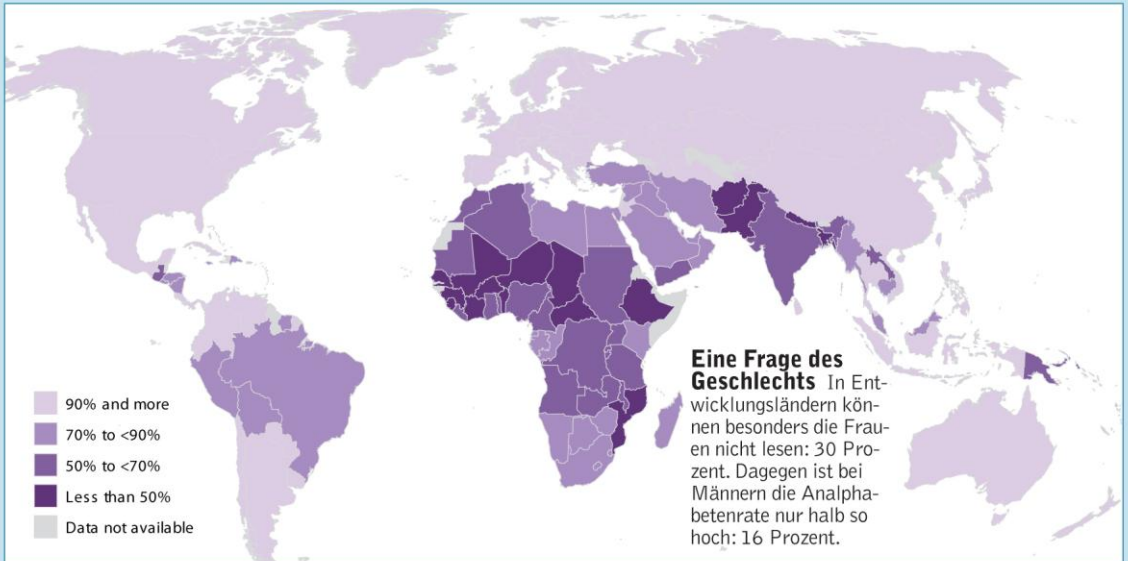 90% and more
70% to <90%
50% to <70%
Less than 50%
Data not available
Eine Frage des
Geschlechts In Ent-
wicklungsländern kön-
nen besonders die Frau-
en nicht lesen: 30 Pro-
zent. Dagegen ist bei
Männern die Analpha-
betenrate nur halb so
hoch: 16 Prozent.